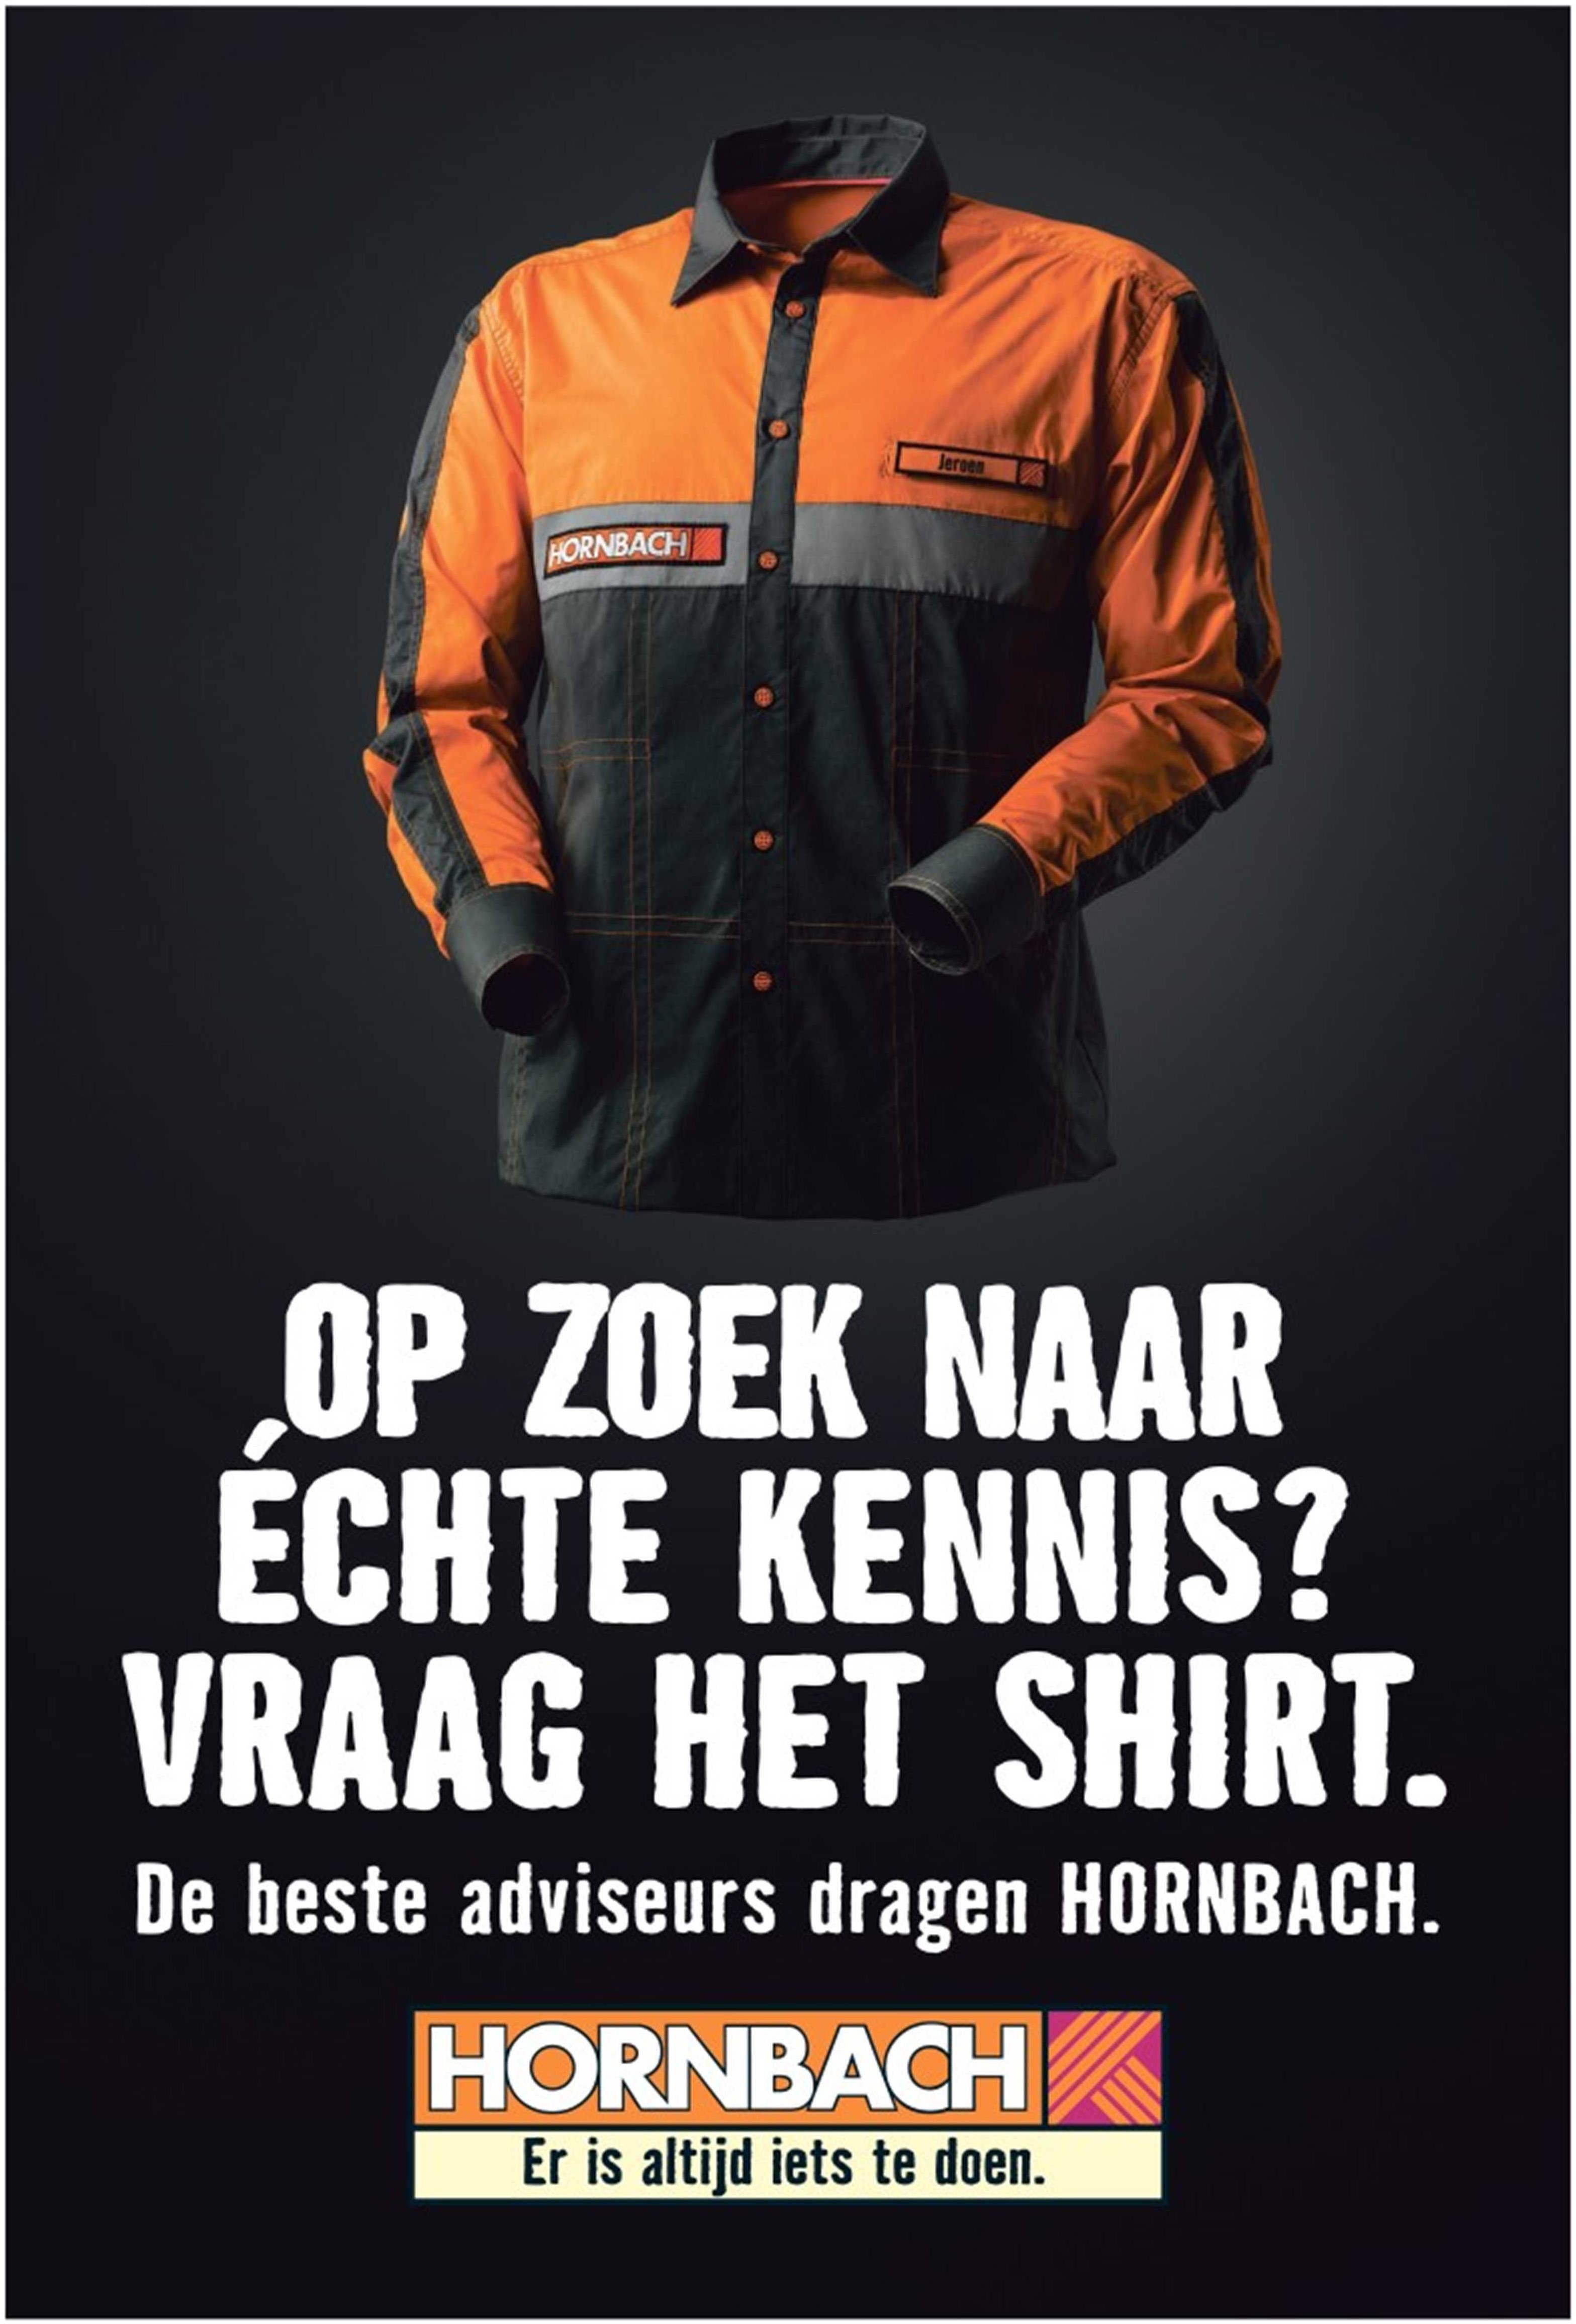 Jeroen
HORNBACH
OP ZOEK NAAR
ÉCHTE KENNIS?
VRAAG HET SHIRT.
De beste adviseurs dragen HORNBACH.
HORNBACH
Er is altijd iets te doen.